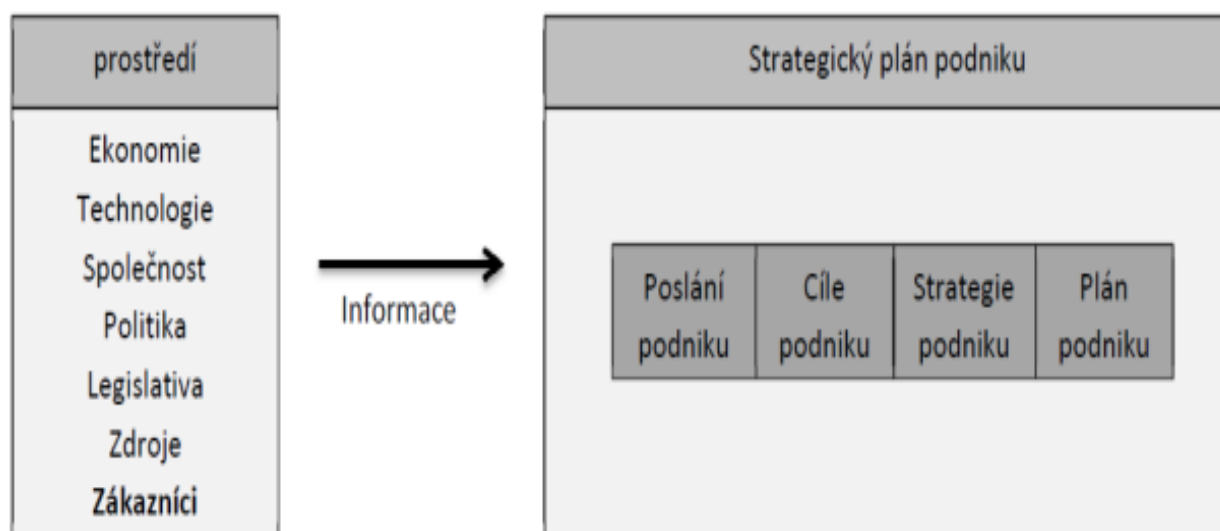 prostředí
Ekonomie
Technologie
Společnost
Politika
Legislativa
Zdroje
Zákazníci
Informace
Strategický plán podniku
Poslání
podniku
Cíle
podniku
Strategie
podniku
Plán
podniku